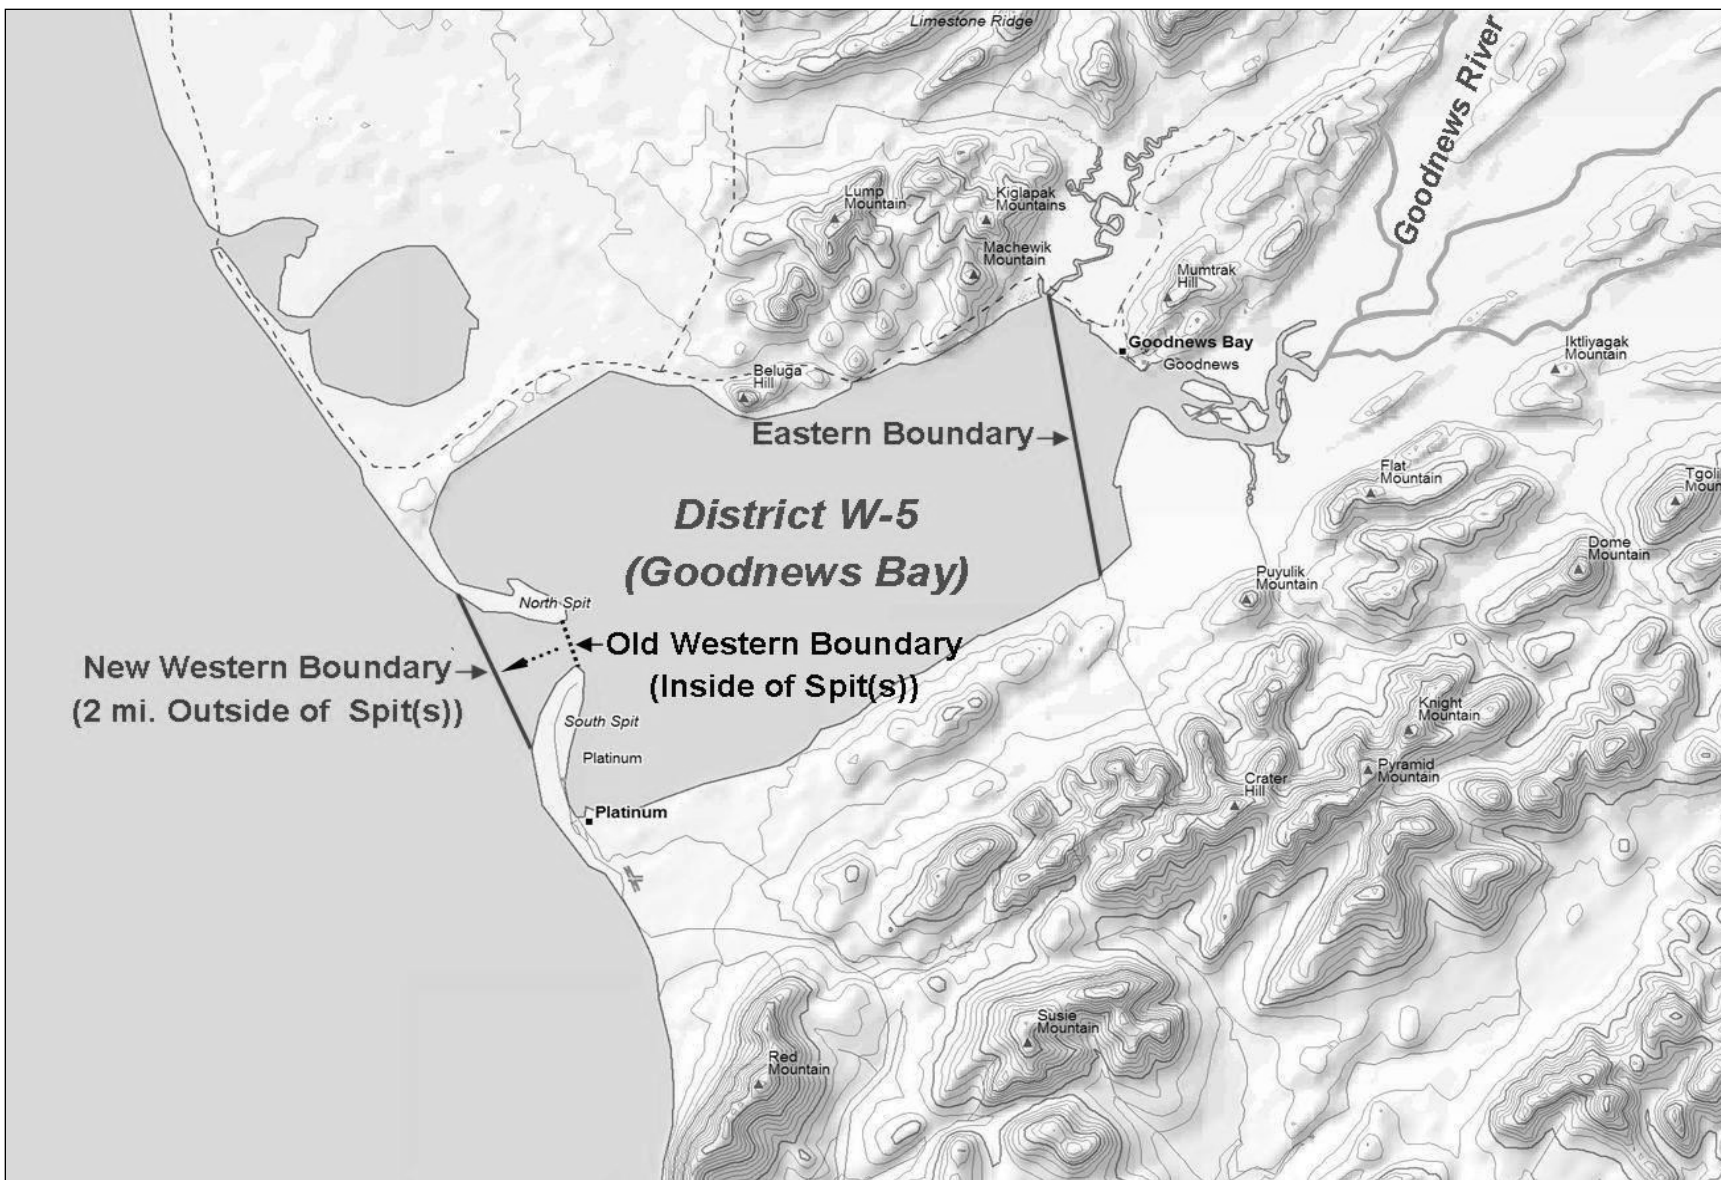 Limestone Ridge
Goodnews River
Lump
Mountain
Kiglapak
Mountains
Machewik
Mountain
Mumtrak
Hill
Goodnews Bay
Goodnews
Iktliyagak
Mountain
Beluga
Hill
Eastern Boundary
Flat
Mountain
Tgoli
Moun
District W-5
(Goodnews Bay)
Dome
Mountain
Puyulik
Mountain
North Spit
Old Western Boundary
(Inside of Spit(s))
New Western Boundary
(2 mi. Outside of Spit(s))
South Spit
Platinum
Knight
Mountain
Pyramid
Mountain
Crater
Hill
Platinum
Susie
Mountain
Red
Mountain